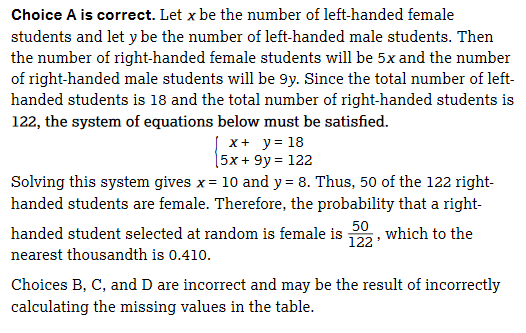 Choice A is correct. Let x be the number of left-handed female
students and let y be the number of left-handed male students. Then
the number of right-handed female students will be 5x and the number
of right-handed male students will be 9y. Since the total number of left-
handed students is 18 and the total number of right-handed students is
122, the system of equations below must be satisfied.
x + y = 18
5x + 9y = 122
Solving this system gives x = 10 and y = 8. Thus, 50 of the 122 right-
handed students are female. Therefore, the probability that a right-
handed student selected at random is female is 50/122, which to the
nearest thousandth is 0.410.
Choices B, C, and D are incorrect and may be the result of incorrectly
calculating the missing values in the table.